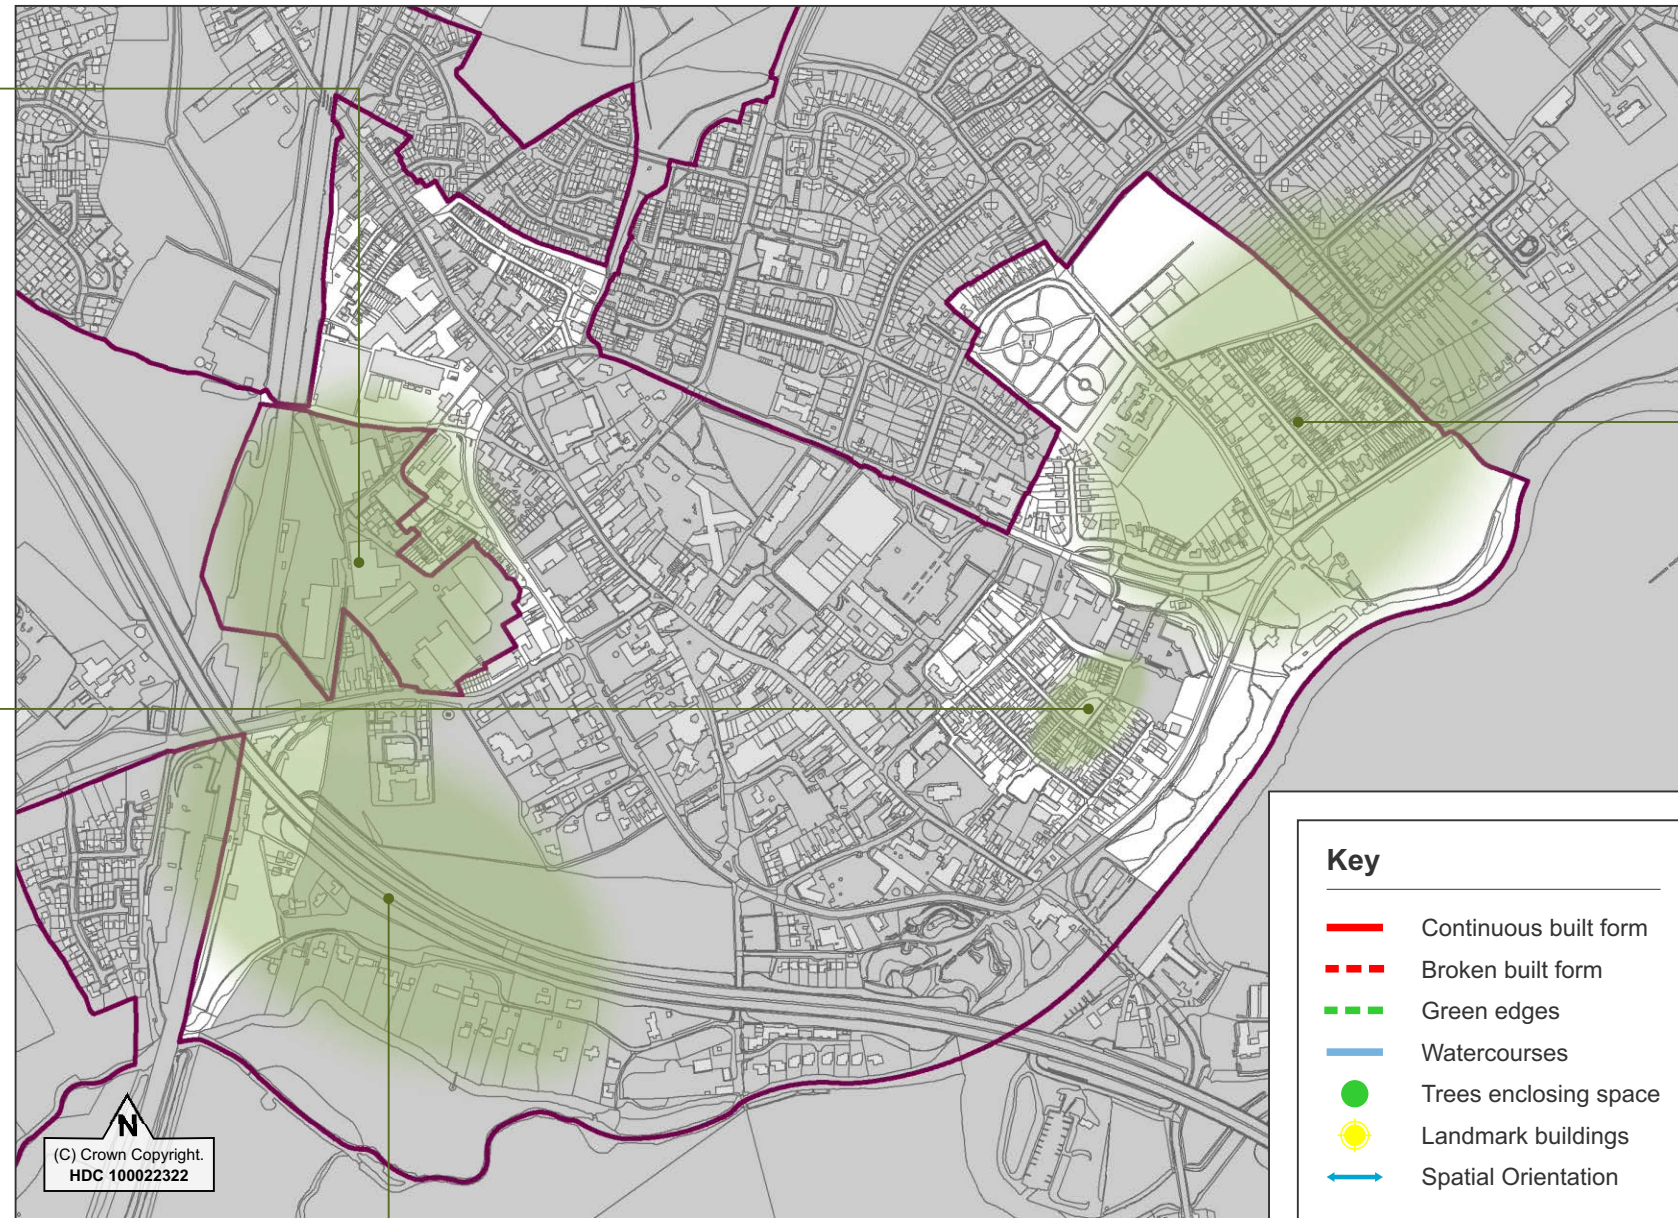 N
(C) Crown Copyright.
HDC 100022322
Key
Continuous built form
Broken built form
Green edges
Watercourses
Trees enclosing space
Landmark buildings
Spatial Orientation